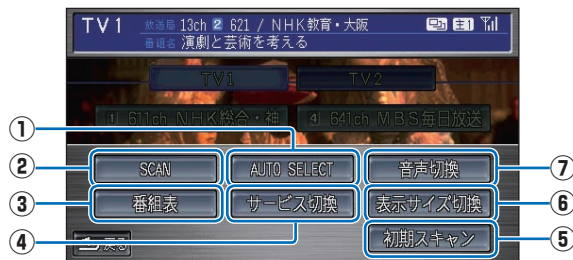 TV1 放送局 13ch 2 621 / NHK教育・大阪 主1
番組名 演劇と芸術を考える
TV1 TV2
1 611ch NHK総合・神 4 641ch MBS毎日放送
①
② SCAN AUTO SELECT 音声切換 ⑦
③ 番組表 サービス切換 表示サイズ切換 ⑥
④ 戻る 初期スキャン ⑤